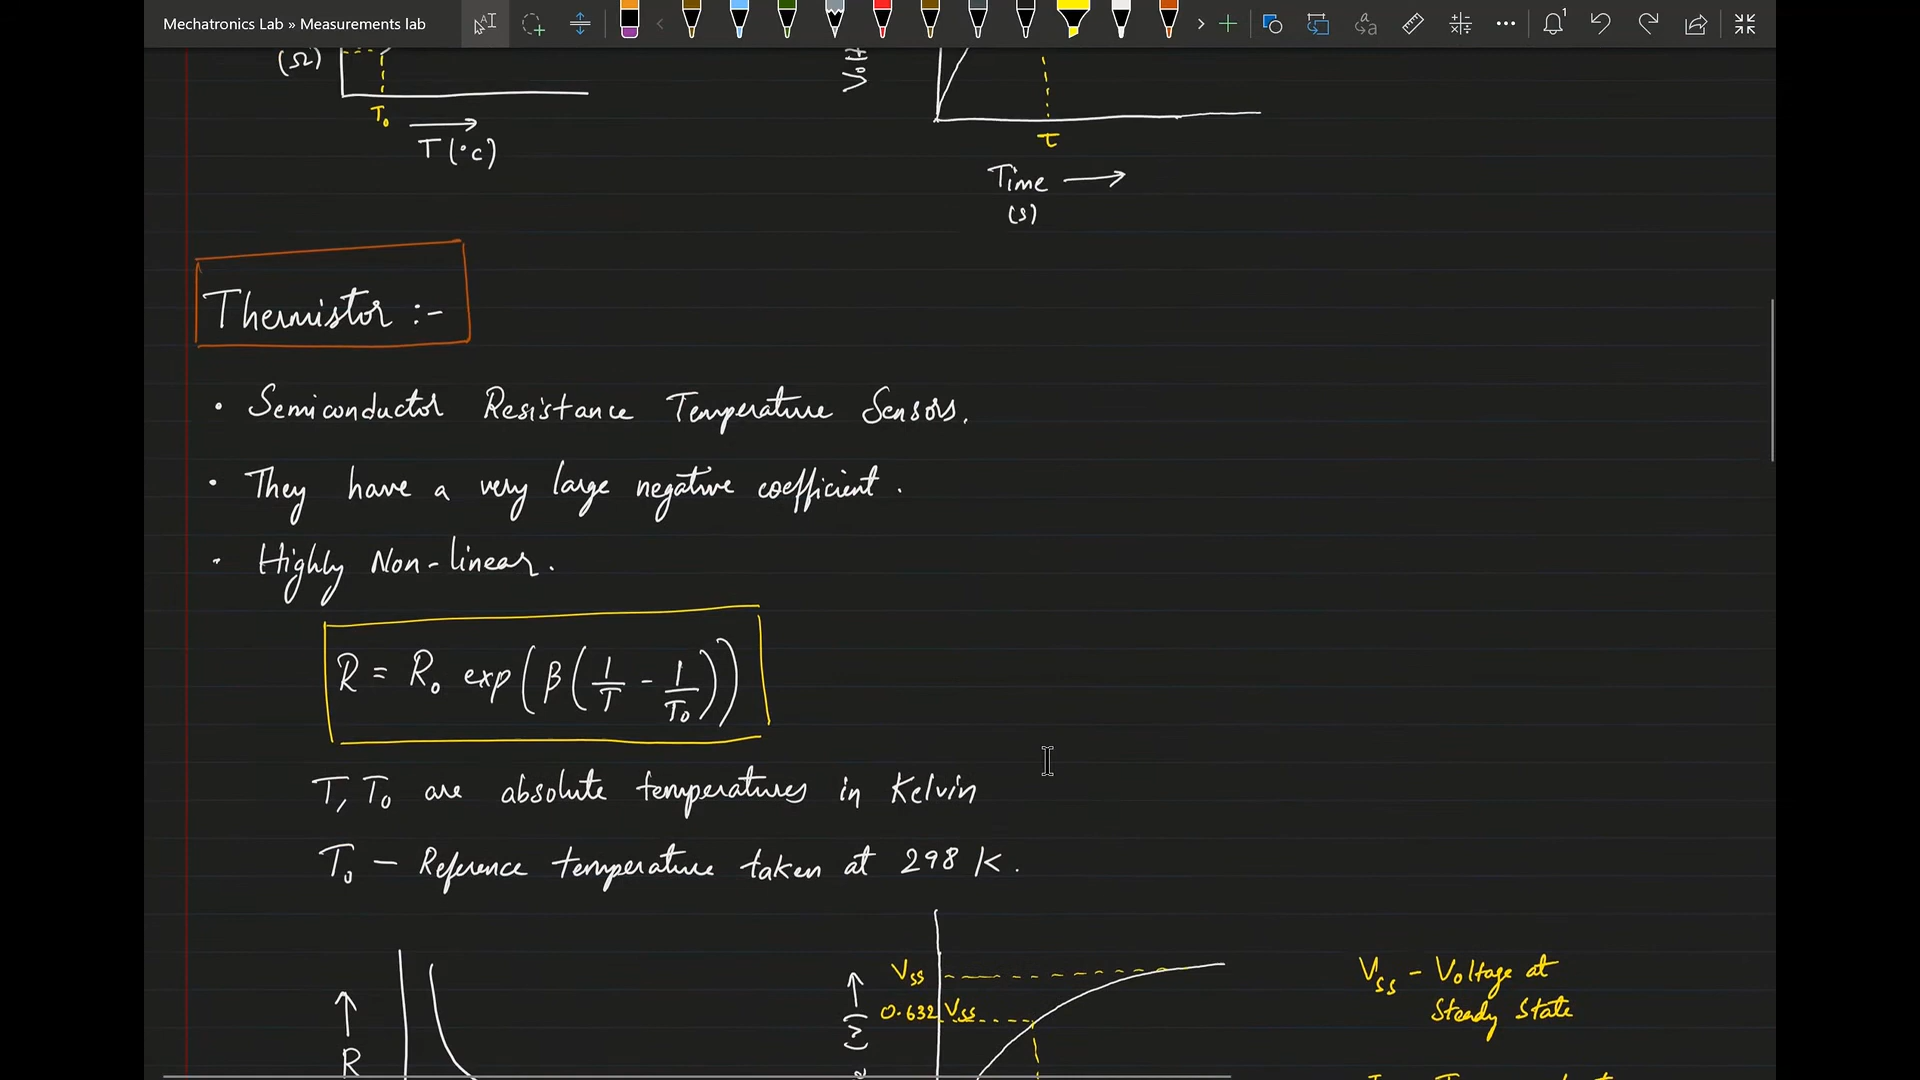 Mechatronics Lab » Measurements lab
(Ω)
T₀
T (°C)
τ
Time
(s)
Thermistor :-
• Semiconductor Resistance Temperature Sensors.
• They have a very large negative coefficient.
• Highly Non-linear.
R = R₀ exp(β(1/T - 1/T₀))
T, T₀ are absolute temperatures in Kelvin
T₀ — Reference temperature taken at 298 K.
R
Vss
0.632 Vss
(V)
Vss - Voltage at
Steady State